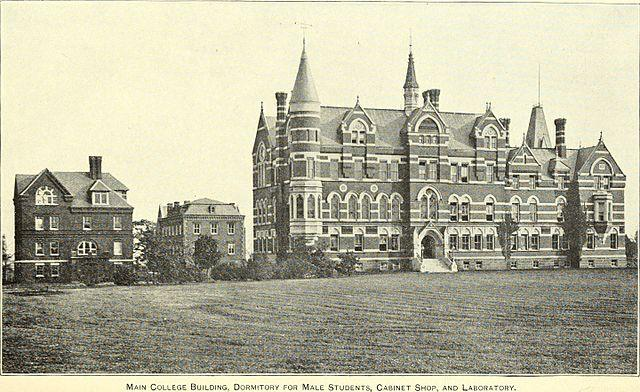 Main College Building, Dormitory for Male Students, Cabinet Shop, and Laboratory.